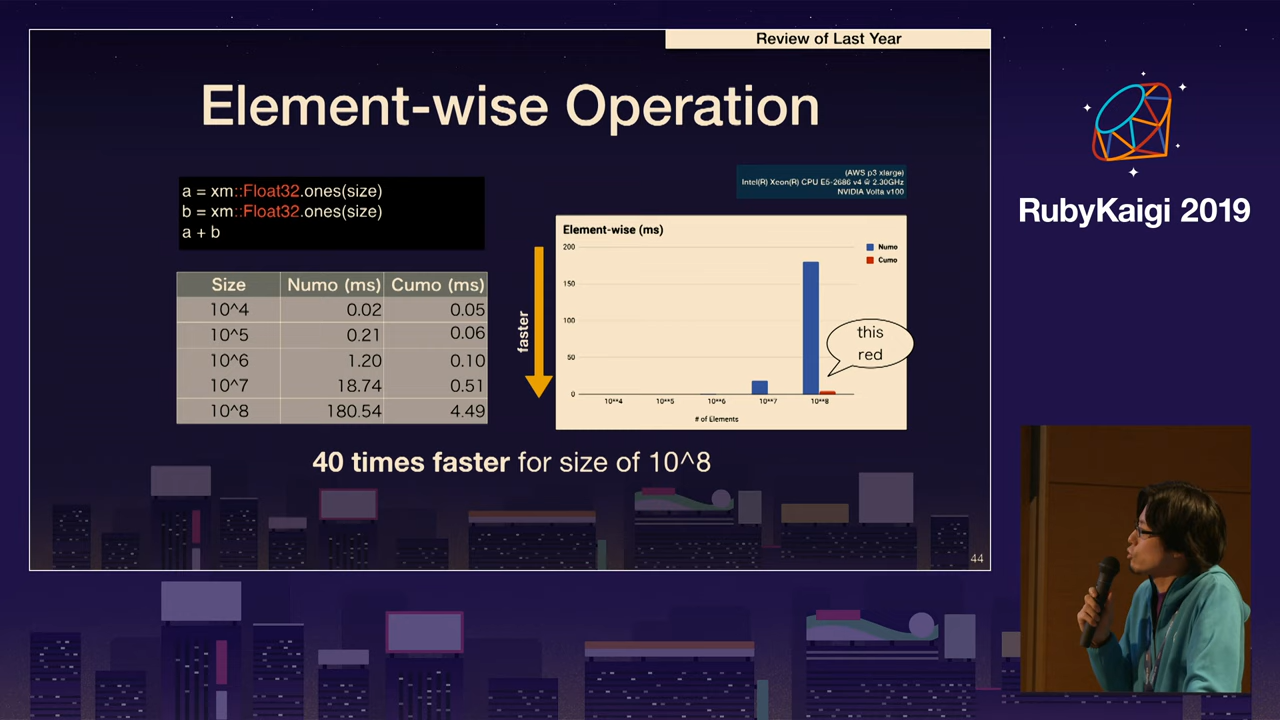 Review of Last Year
Element-wise Operation
a = xm::Float32.ones(size)
b = xm::Float32.ones(size)
a + b
(AWS p3 xlarge)
Intel(R) Xeon(R) CPU E5-2686 v4 @ 2.30GHz
NVIDIA Volta v100
Size Numo (ms) Cumo (ms)
10^4 0.02 0.05
10^5 0.21 0.06
10^6 1.20 0.10
10^7 18.74 0.51
10^8 180.54 4.49
faster
Element-wise (ms)
200
150
100
50
0
Numo
Cumo
this
red
10**4 10**5 10**6 10**7 10**8
# of Elements
40 times faster for size of 10^8
44
RubyKaigi 2019